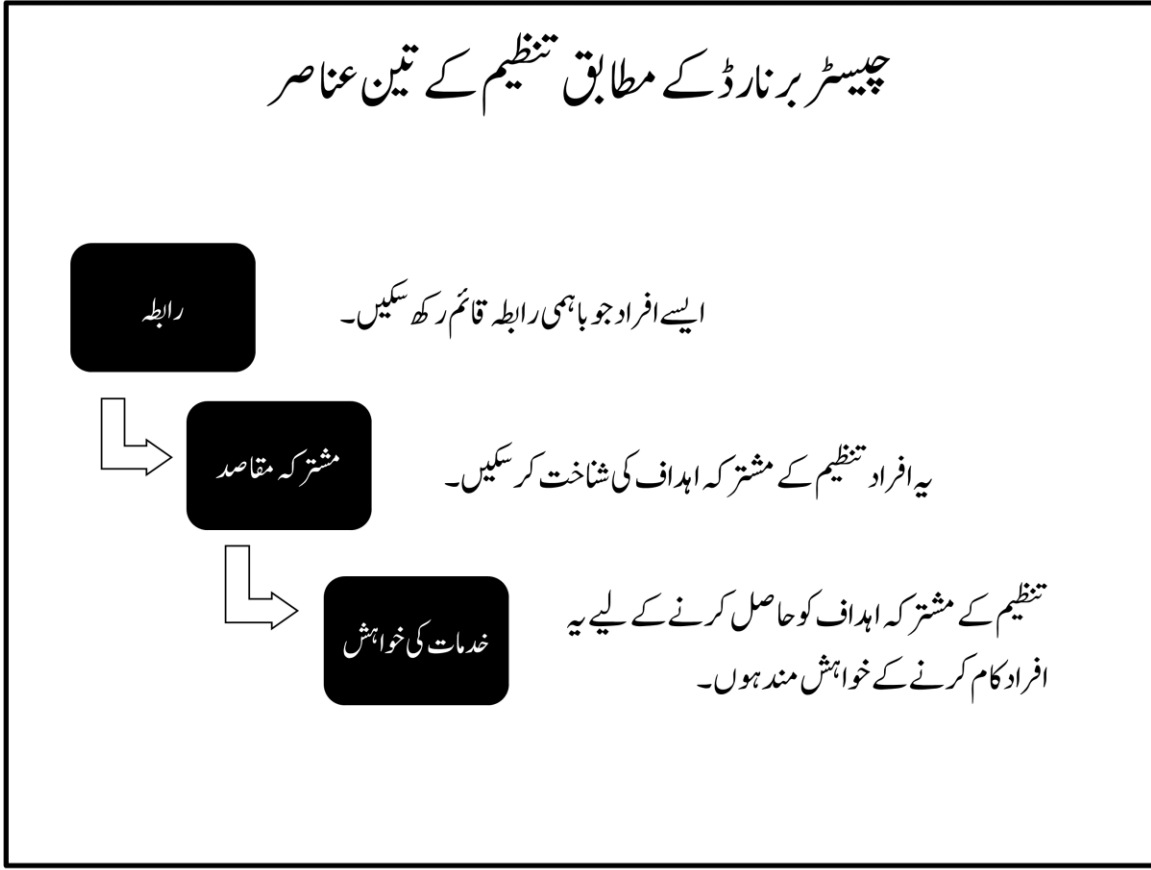 چیسٹر برنارڈ کے مطابق تنظیم کے تین عناصر
رابطہ
ایسے افراد جو باہمی رابطہ قائم رکھ سکیں۔
مشترکہ مقاصد
یہ افراد تنظیم کے مشترکہ اہداف کی شناخت کر سکیں۔
خدمات کی خواہش
تنظیم کے مشترکہ اہداف کو حاصل کرنے کے لیے یہ
افراد کام کرنے کے خواہش مند ہوں۔